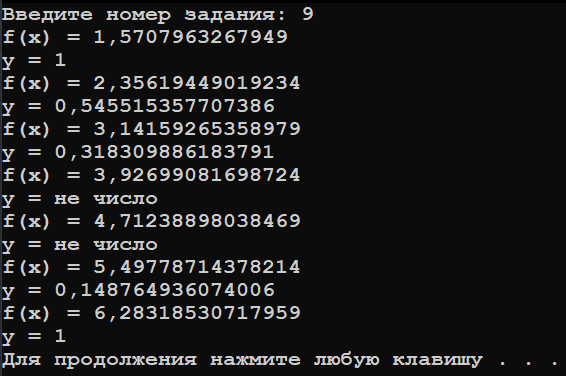 Введите номер задания: 9
f(x) = 1,5707963267949
y = 1
f(x) = 2,35619449019234
y = 0,545515357707386
f(x) = 3,14159265358979
y = 0,318309886183791
f(x) = 3,92699081698724
y = не число
f(x) = 4,71238898038469
y = не число
f(x) = 5,49778714378214
y = 0,148764936074006
f(x) = 6,28318530717959
y = 1
Для продолжения нажмите любую клавишу . . .